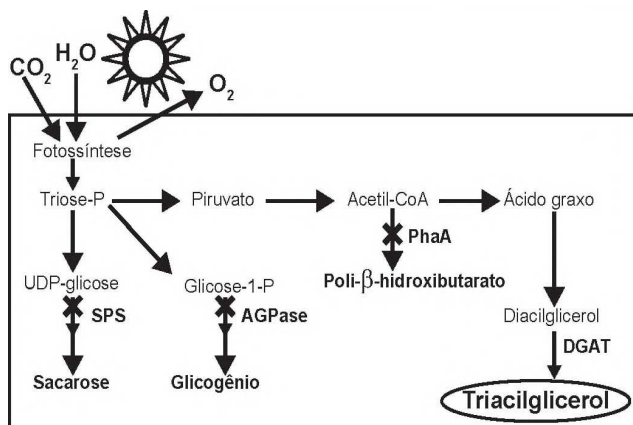 CO₂
H₂O
O₂
Fotossíntese
Triose-P
Piruvato
Acetil-CoA
Ácido graxo
PhaA
UDP-glicose
Glicose-1-P
Poli-β-hidroxibutarato
SPS
AGPase
Diacilglicerol
DGAT
Sacarose
Glicogênio
Triacilglicerol